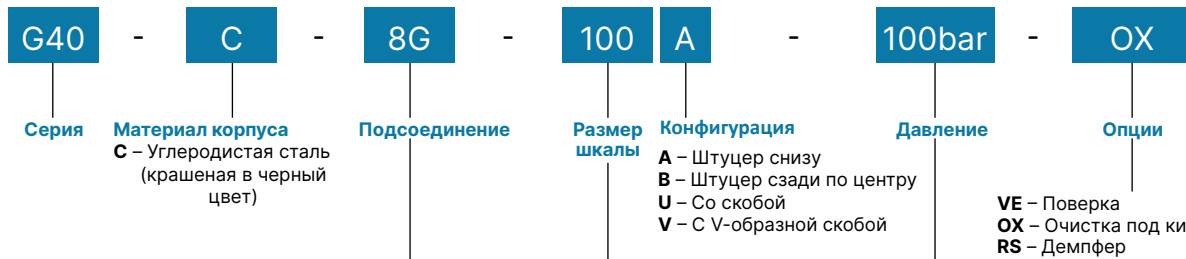 G40 - C - 8G - 100 A - 100bar - OX
Серия
Материал корпуса
C – Углеродистая сталь
(крашеная в черный
цвет)
Подсоединение
Размер
шкалы
Конфигурация
A – Штуцер снизу
B – Штуцер сзади по центру
U – Со скобой
V – С V-образной скобой
Давление
Опции
VE – Поверка
OX – Очистка под ки
RS – Демпфер